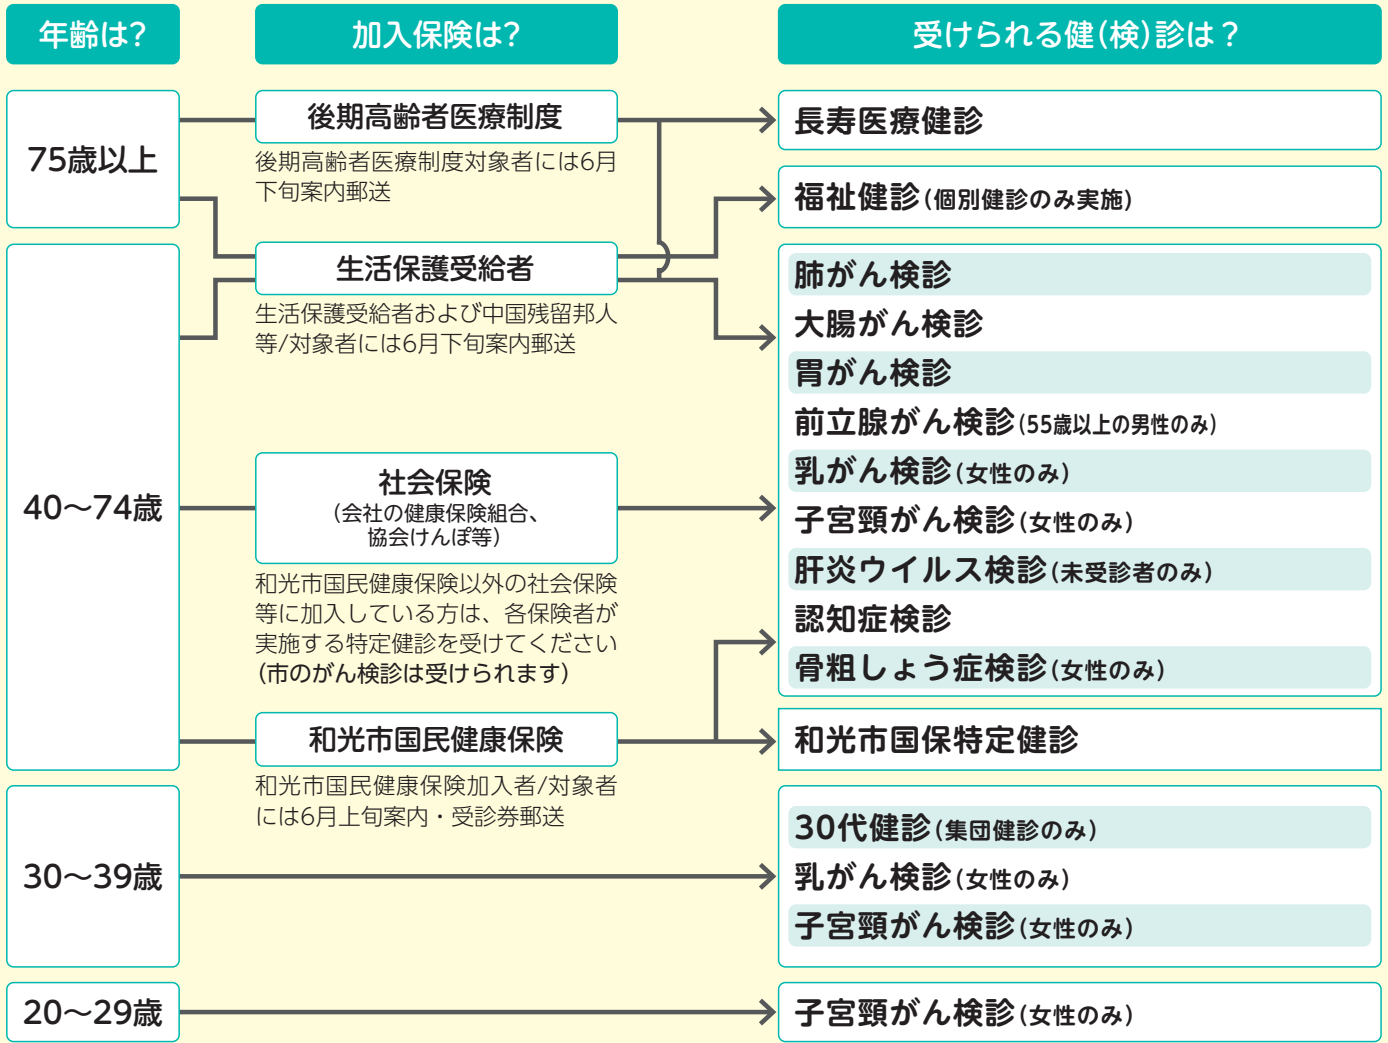 年齢は?
加入保険は?
受けられる健(検)診は？
75歳以上
後期高齢者医療制度
後期高齢者医療制度対象者には6月
下旬案内郵送
長寿医療健診
福祉健診(個別健診のみ実施)
生活保護受給者
生活保護受給者および中国残留邦人
等/対象者には6月下旬案内郵送
40〜74歳
社会保険
(会社の健康保険組合、
協会けんぽ等)
和光市国民健康保険以外の社会保険
等に加入している方は、各保険者が
実施する特定健診を受けてください
(市のがん検診は受けられます)
肺がん検診
大腸がん検診
胃がん検診
前立腺がん検診(55歳以上の男性のみ)
乳がん検診(女性のみ)
子宮頸がん検診(女性のみ)
肝炎ウイルス検診(未受診者のみ)
認知症検診
骨粗しょう症検診(女性のみ)
和光市国民健康保険
和光市国民健康保険加入者/対象者
には6月上旬案内・受診券郵送
和光市国保特定健診
30〜39歳
30代健診(集団健診のみ)
乳がん検診(女性のみ)
子宮頸がん検診(女性のみ)
20〜29歳
子宮頸がん検診(女性のみ)